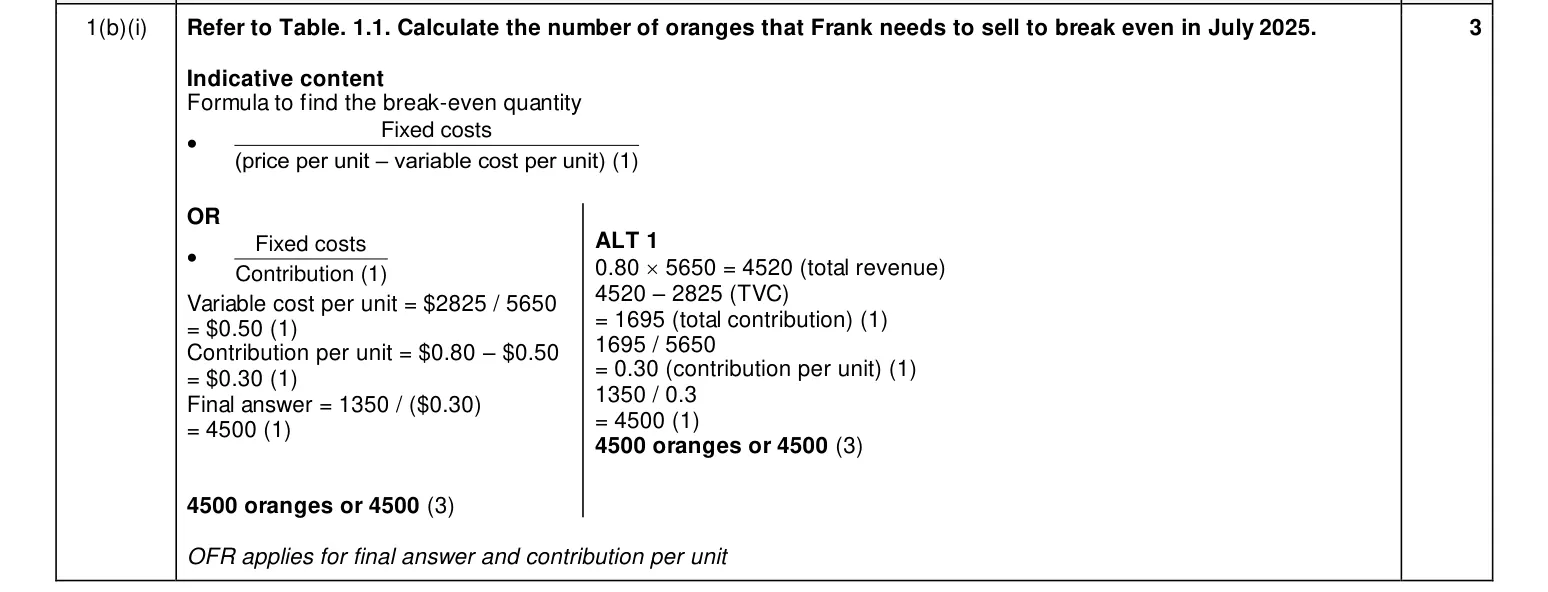 1(b)(i)
Refer to Table. 1.1. Calculate the number of oranges that Frank needs to sell to break even in July 2025.
3
Indicative content
Formula to find the break-even quantity
• Fixed costs
(price per unit – variable cost per unit) (1)
OR
• Fixed costs
Contribution (1)
Variable cost per unit = $2825 / 5650
= $0.50 (1)
Contribution per unit = $0.80 – $0.50
= $0.30 (1)
Final answer = 1350 / ($0.30)
= 4500 (1)
4500 oranges or 4500 (3)
ALT 1
0.80 × 5650 = 4520 (total revenue)
4520 – 2825 (TVC)
= 1695 (total contribution) (1)
1695 / 5650
= 0.30 (contribution per unit) (1)
1350 / 0.3
= 4500 (1)
4500 oranges or 4500 (3)
OFR applies for final answer and contribution per unit